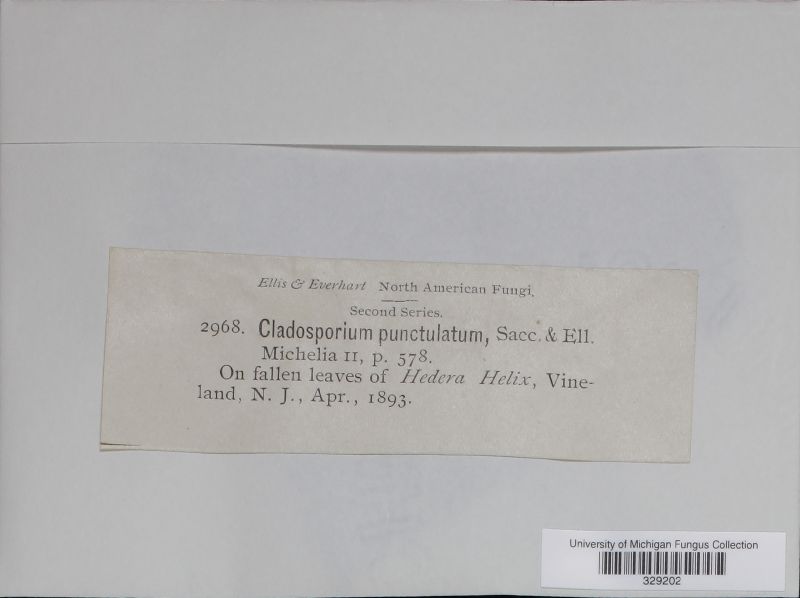 Ellis & Everhart North American Fungi.
Second Series.
2968. Cladosporium punctulatum, Sacc. & Ell.
Michelia II, p. 578.
On fallen leaves of Hedera Helix, Vine-
land, N. J., Apr., 1893.
University of Michigan Fungus Collection
329202